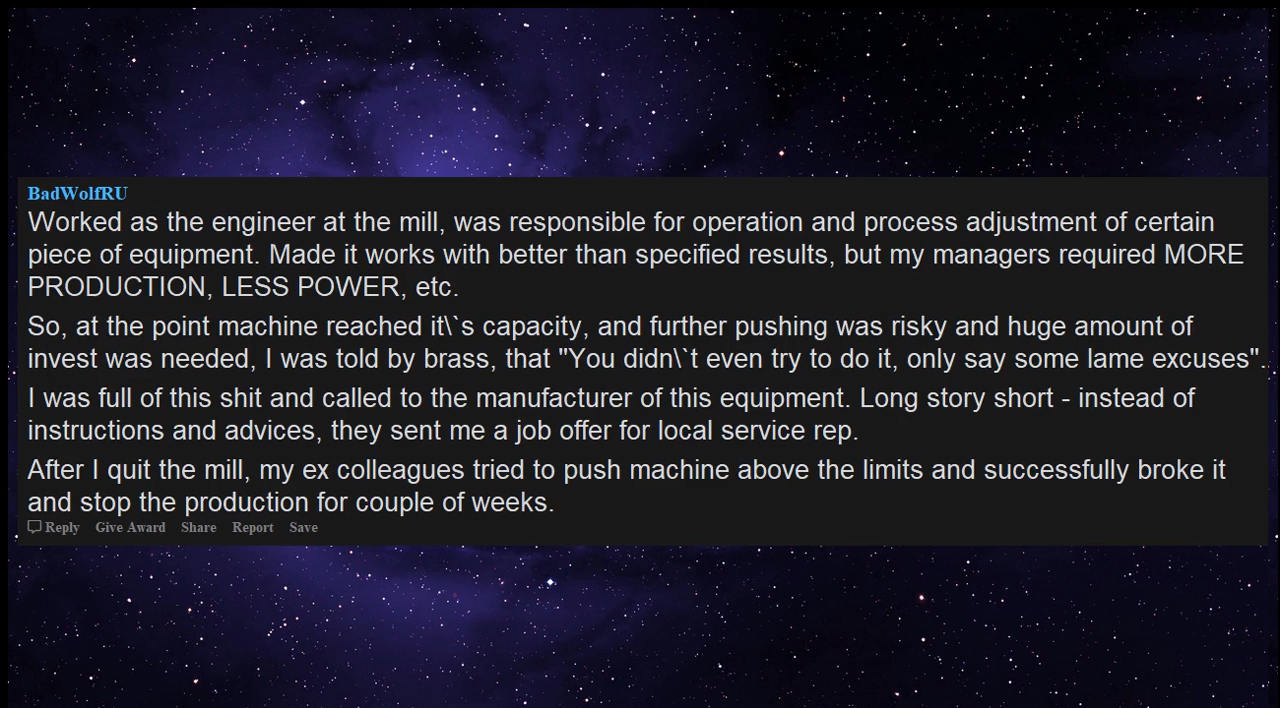 BadWolfRU
Worked as the engineer at the mill, was responsible for operation and process adjustment of certain
piece of equipment. Made it works with better than specified results, but my managers required MORE
PRODUCTION, LESS POWER, etc.
So, at the point machine reached it\`s capacity, and further pushing was risky and huge amount of
invest was needed, I was told by brass, that "You didn\`t even try to do it, only say some lame excuses"..
I was full of this shit and called to the manufacturer of this equipment. Long story short - instead of
instructions and advices, they sent me a job offer for local service rep.
After I quit the mill, my ex colleagues tried to push machine above the limits and successfully broke it
and stop the production for couple of weeks.
Reply Give Award Share Report Save